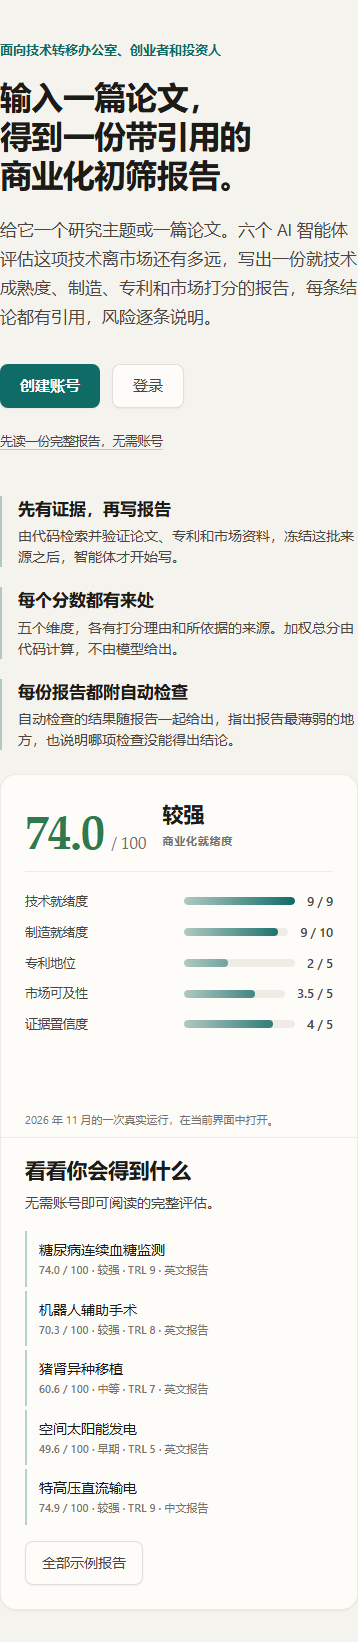 面向技术转移办公室、创业者和投资人
输入一篇论文，
得到一份带引用的
商业化初筛报告。
给它一个研究主题或一篇论文。六个 AI 智能体
评估这项技术离市场还有多远，写出一份就技术
成熟度、制造、专利和市场打分的报告，每条结
论都有引用，风险逐条说明。
创建账号
登录
先读一份完整报告，无需账号
先有证据，再写报告
由代码检索并验证论文、专利和市场资料，冻结这批来
源之后，智能体才开始写。
每个分数都有来处
五个维度，各有打分理由和所依据的来源。加权总分由
代码计算，不由模型给出。
每份报告都附自动检查
自动检查的结果随报告一起给出，指出报告最薄弱的地
方，也说明哪项检查没能得出结论。
74.0 / 100
较强
商业化就绪度
技术就绪度 9 / 9
制造就绪度 9 / 10
专利地位 2 / 5
市场可及性 3.5 / 5
证据置信度 4 / 5
2026 年 11 月的一次真实运行，在当前界面中打开。
看看你会得到什么
无需账号即可阅读的完整评估。
糖尿病连续血糖监测
74.0 / 100 · 较强 · TRL 9 · 英文报告
机器人辅助手术
70.3 / 100 · 较强 · TRL 8 · 英文报告
猪肾异种移植
60.6 / 100 · 中等 · TRL 7 · 英文报告
空间太阳能发电
49.6 / 100 · 早期 · TRL 5 · 英文报告
特高压直流输电
74.9 / 100 · 较强 · TRL 9 · 中文报告
全部示例报告